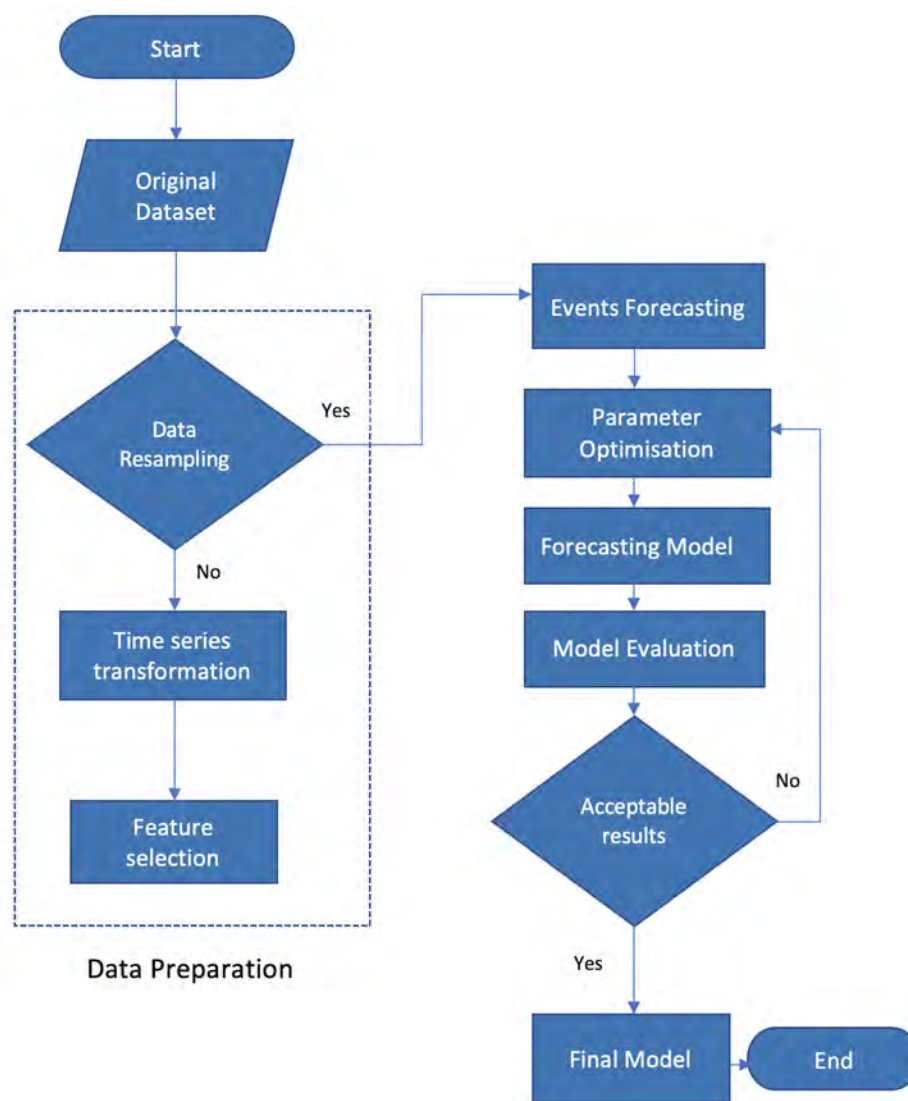 Start
Original
Dataset
Data
Resampling
Yes
No
Time series
transformation
Feature
selection
Data Preparation
Events Forecasting
Parameter
Optimisation
Forecasting Model
Model Evaluation
Acceptable
results
No
Yes
Final Model
End